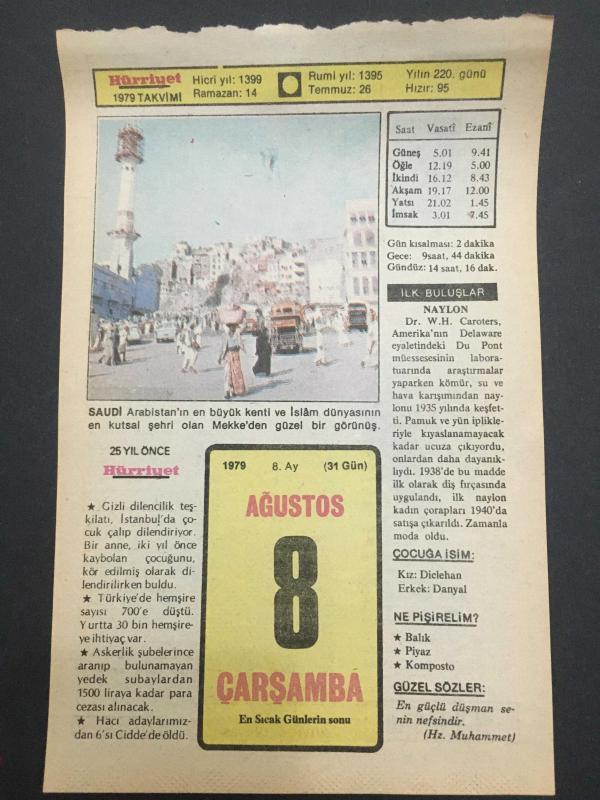 Hürriyet
1979 TAKVİMİ
Hicri yıl: 1399
Ramazan: 14
Rumi yıl: 1395
Temmuz: 26
Yılın 220. günü
Hızır: 95
Saat Vasatî Ezanî
Güneş 5.01 9.41
Öğle 12.19 5.00
İkindi 16.12 8.43
Akşam 19.17 12.00
Yatsı 21.02 1.45
İmsak 3.01 7.45
Gün kısalması: 2 dakika
Gece: 9saat, 44 dakika
Gündüz: 14 saat, 16 dak.
SAUDİ Arabistan'ın en büyük kenti ve İslâm dünyasının
en kutsal şehri olan Mekke'den güzel bir görünüş.
İLK BULUŞLAR
NAYLON
Dr. W.H. Caroters,
Amerika'nın Delaware
eyaletindeki Du Pont
müessesesinin labora-
tuarında araştırmalar
yaparken kömür, su ve
hava karışımından nay-
lonu 1935 yılında keşfet-
ti. Pamuk ve yün iplikle-
riyle kıyaslanamayacak
kadar ucuza çıkıyordu,
onlardan daha dayanık-
lıydı. 1938'de bu madde
ilk olarak diş fırçasında
uygulandı, ilk naylon
kadın çorapları 1940'da
satışa çıkarıldı. Zamanla
moda oldu.
ÇOCUĞA İSİM:
Kız: Diclehan
Erkek: Danyal
NE PİŞİRELİM?
★ Balık
★ Piyaz
★ Komposto
GÜZEL SÖZLER:
En güçlü düşman se-
nin nefsindir.
(Hz. Muhammet)
25 YIL ÖNCE
Hürriyet
★ Gizli dilencilik teş-
kilatı, İstanbul'da ço-
cuk çalıp dilendiriyor.
Bir anne, iki yıl önce
kaybolan çocuğunu,
kör edilmiş olarak di-
lendirilirken buldu.
★ Türkiye'de hemşire
sayısı 700'e düştü.
Yurtta 30 bin hemşire-
ye ihtiyaç var.
★ Askerlik şubelerince
aranıp bulunamayan
yedek subaylardan
1500 liraya kadar para
cezası alınacak.
★ Hacı adaylarımız-
dan 6'sı Cidde'de öldü.
1979 8. Ay (31 Gün)
AĞUSTOS
8
ÇARŞAMBA
En Sıcak Günlerin sonu